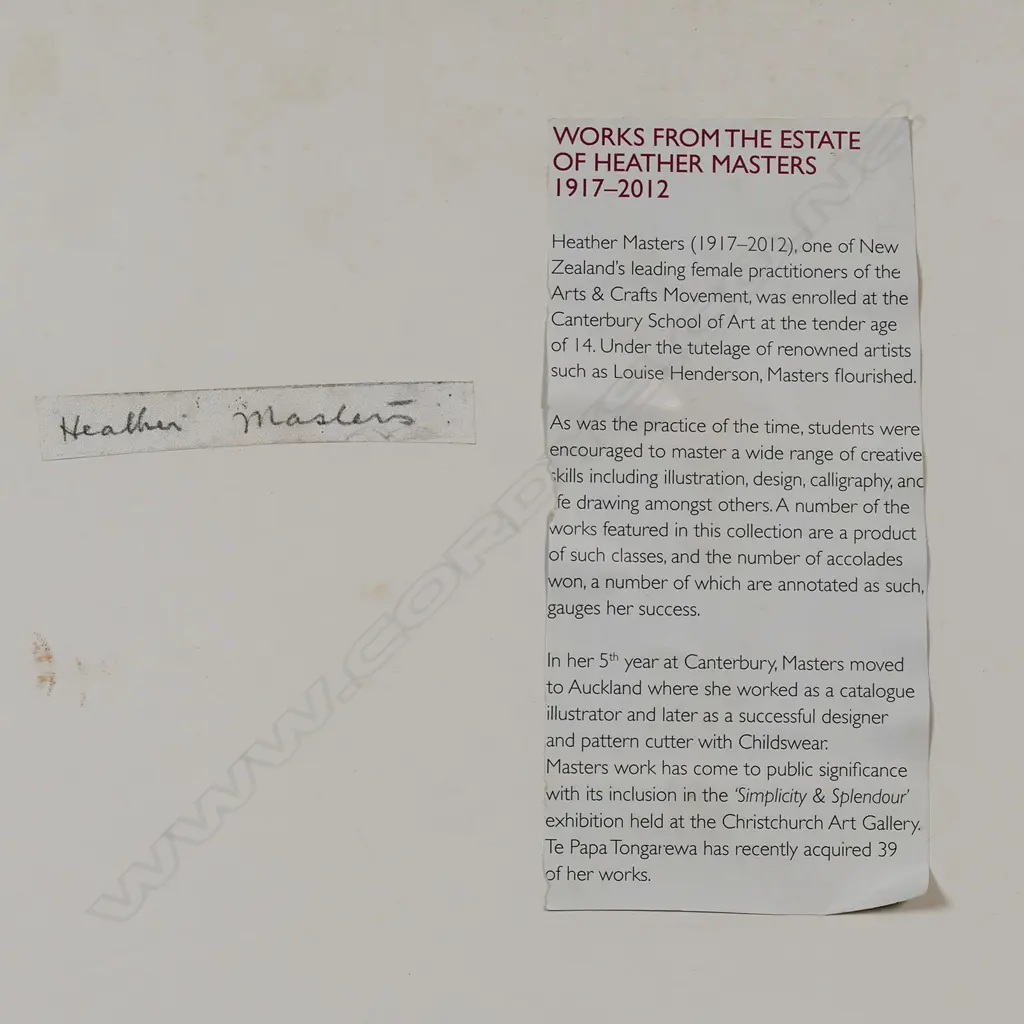 Heather Masters
WORKS FROM THE ESTATE
OF HEATHER MASTERS
1917–2012
Heather Masters (1917–2012), one of New
Zealand's leading female practitioners of the
Arts & Crafts Movement, was enrolled at the
Canterbury School of Art at the tender age
of 14. Under the tutelage of renowned artists
such as Louise Henderson, Masters flourished.
As was the practice of the time, students were
encouraged to master a wide range of creative
skills including illustration, design, calligraphy, and
fe drawing amongst others. A number of the
works featured in this collection are a product
of such classes, and the number of accolades
won, a number of which are annotated as such,
gauges her success.
In her 5th year at Canterbury, Masters moved
to Auckland where she worked as a catalogue
illustrator and later as a successful designer
and pattern cutter with Childswear.
Masters work has come to public significance
with its inclusion in the 'Simplicity & Splendour'
exhibition held at the Christchurch Art Gallery.
Te Papa Tongarewa has recently acquired 39
of her works.